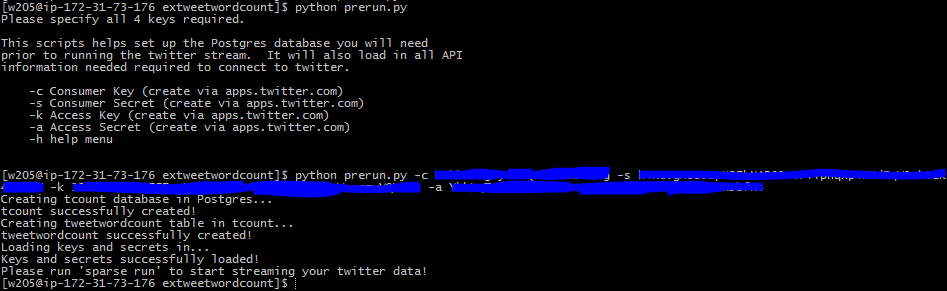 [w205@ip-172-31-73-176 extweetwordcount]$ python prerun.py
Please specify all 4 keys required.
This scripts helps set up the Postgres database you will need
prior to running the twitter stream.  It will also load in all API
information needed required to connect to twitter.
-c Consumer Key (create via apps.twitter.com)
-s Consumer Secret (create via apps.twitter.com)
-k Access Key (create via apps.twitter.com)
-a Access Secret (create via apps.twitter.com)
-h help menu
[w205@ip-172-31-73-176 extweetwordcount]$ python prerun.py -c -s
-k -a
Creating tcount database in Postgres...
tcount successfully created!
Creating tweetwordcount table in tcount...
tweetwordcount successfully created!
Loading keys and secrets in...
Keys and secrets successfully loaded!
Please run 'sparse run' to start streaming your twitter data!
[w205@ip-172-31-73-176 extweetwordcount]$